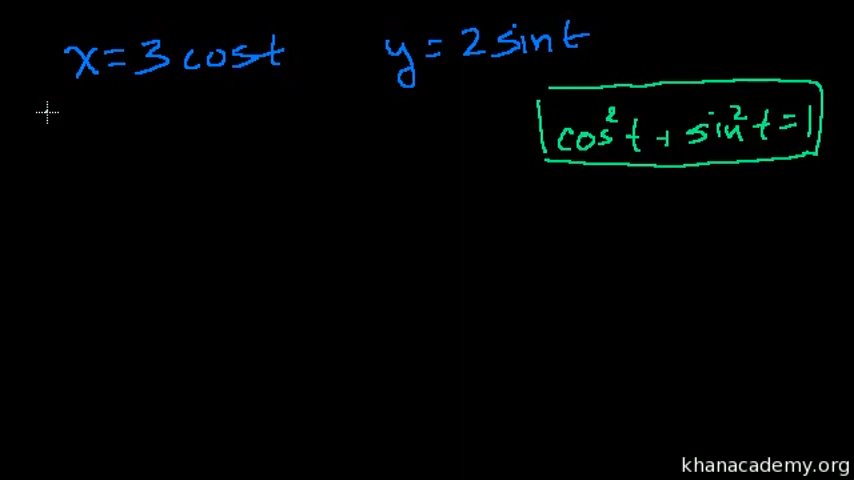 x = 3 cos t y = 2 sin t
cos² t + sin² t = 1
khanacademy.org